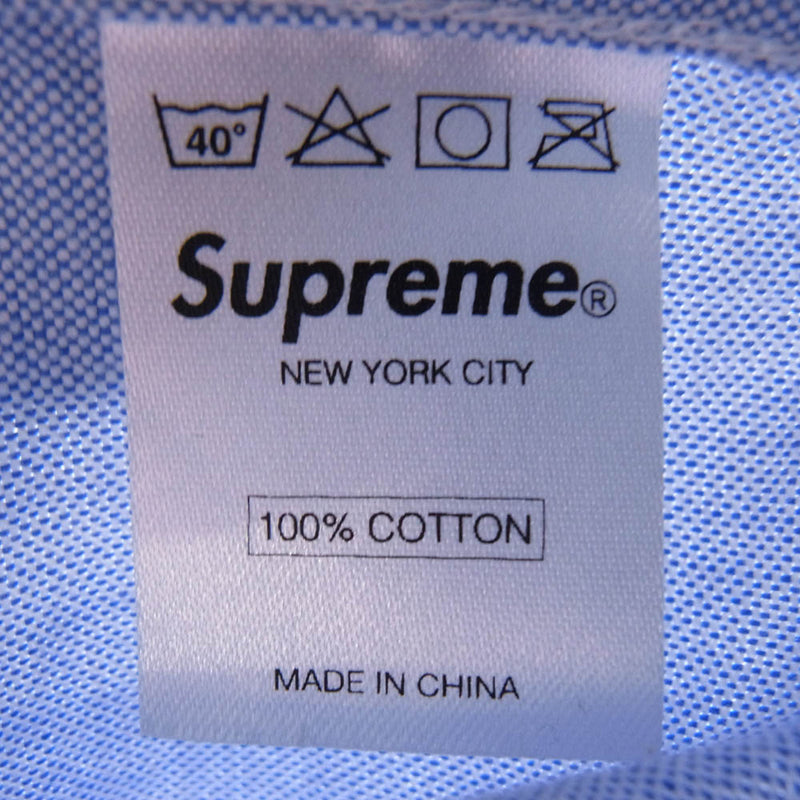 40°
Supreme®
NEW YORK CITY
100% COTTON
MADE IN CHINA